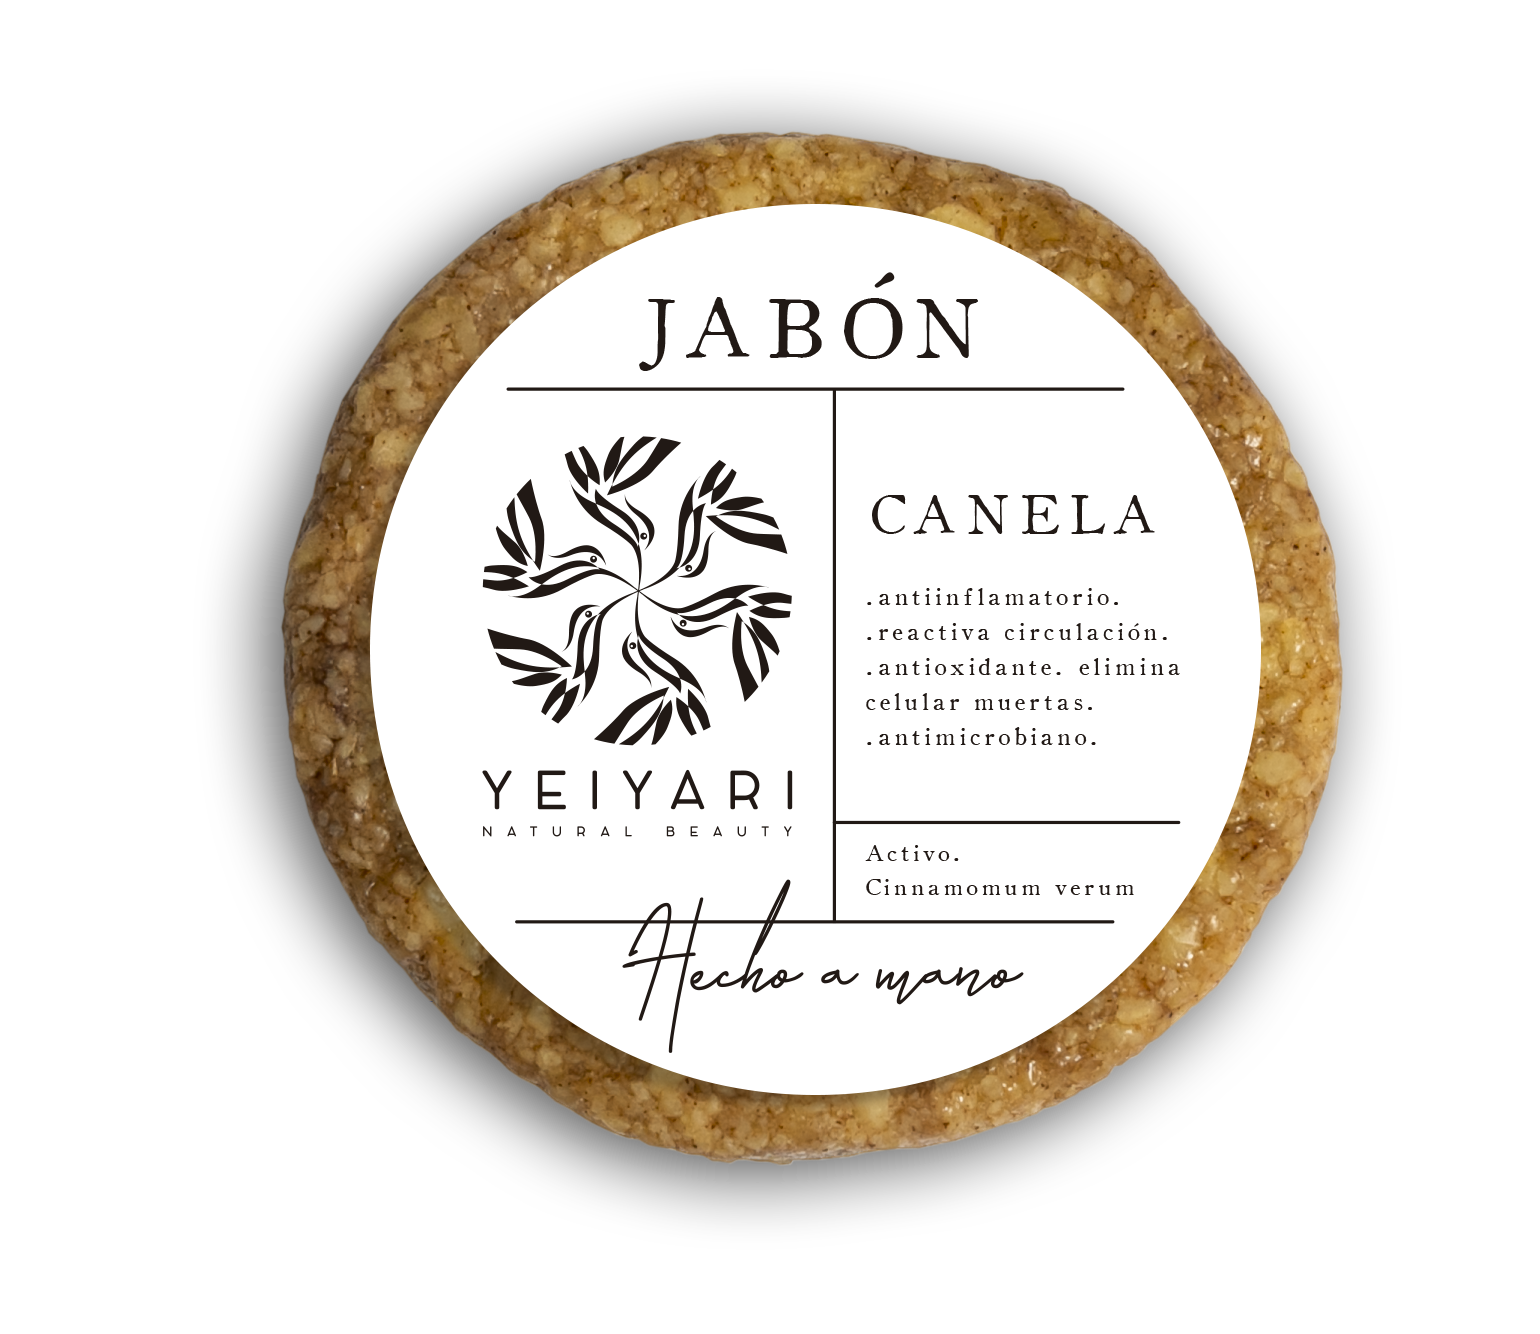 JABÓN
YEIYARI
NATURAL BEAUTY
CANELA
.antiinflamatorio.
.reactiva circulación.
.antioxidante. elimina
celular muertas.
.antimicrobiano.
Activo.
Cinnamomum verum
Hecho a mano